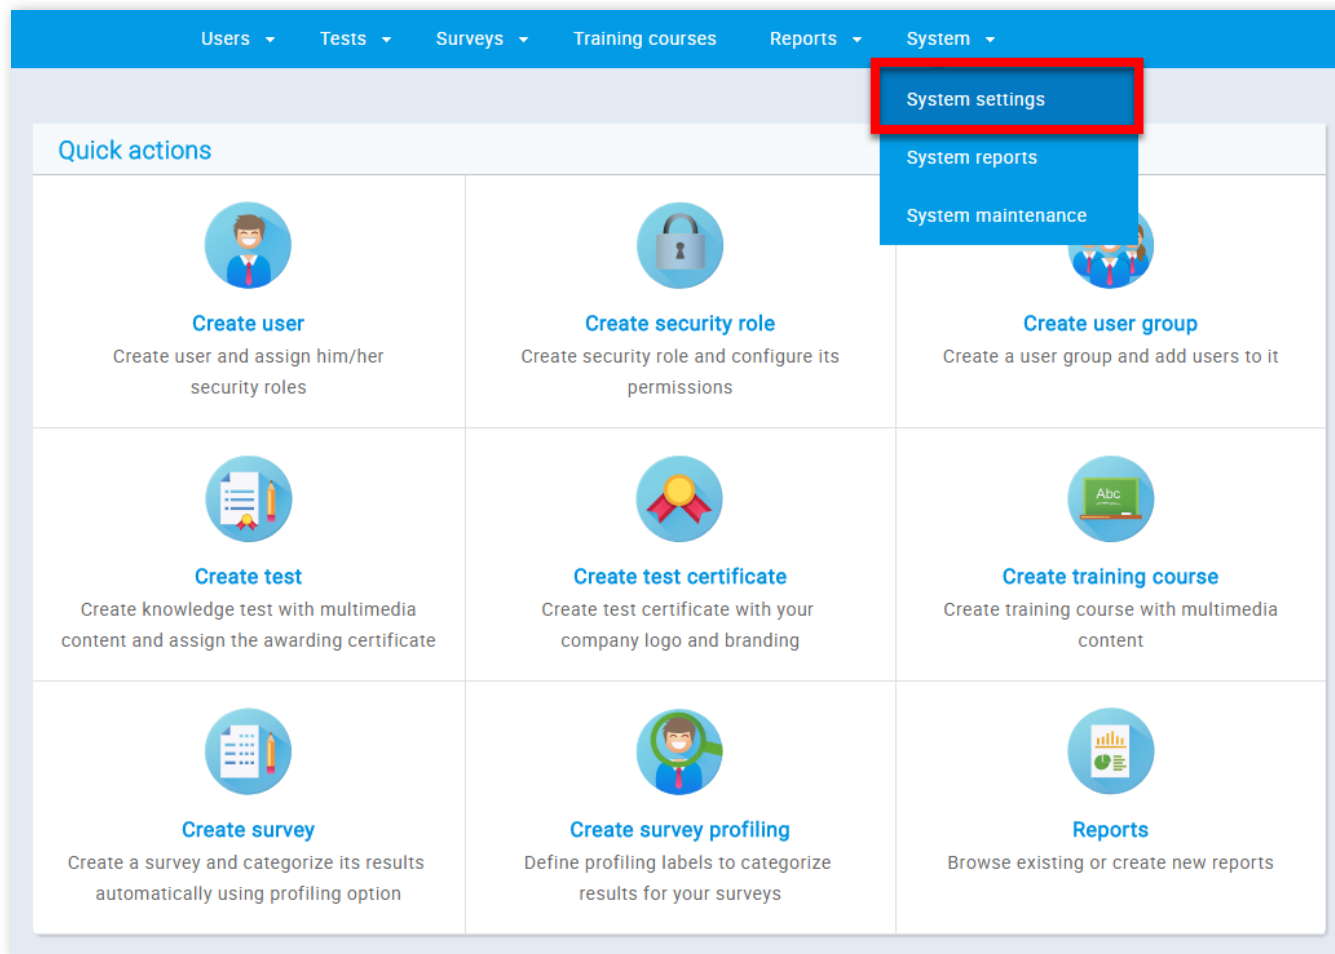 Users Tests Surveys Training courses Reports System
System settings
System reports
System maintenance
Quick actions
Create user
Create user and assign him/her
security roles
Create security role
Create security role and configure its
permissions
Create user group
Create a user group and add users to it
Create test
Create knowledge test with multimedia
content and assign the awarding certificate
Create test certificate
Create test certificate with your
company logo and branding
Abc
Create training course
Create training course with multimedia
content
Create survey
Create a survey and categorize its results
automatically using profiling option
Create survey profiling
Define profiling labels to categorize
results for your surveys
Reports
Browse existing or create new reports